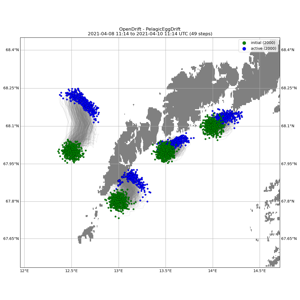 OpenDrift - PelagicEggDrift
2021-04-08 11:14 to 2021-04-10 11:14 UTC (49 steps)
initial (2000)
active (2000)
68.4°N 68.4°N
68.25°N 68.25°N
68.1°N 68.1°N
67.95°N 67.95°N
67.8°N 67.8°N
67.65°N 67.65°N
12°E 12.5°E 13°E 13.5°E 14°E 14.5°E